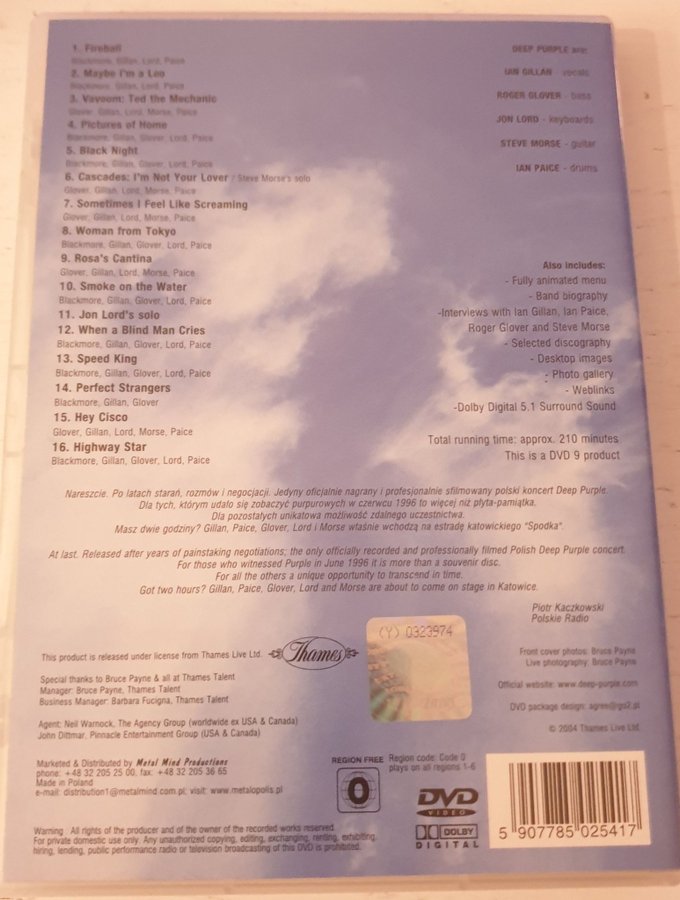 1. Fireball
Blackmore, Gillan, Glover, Lord, Paice
2. Maybe I'm a Leo
Blackmore, Gillan, Glover, Lord, Paice
3. Vavoom: Ted the Mechanic
Glover, Gillan, Lord, Morse, Paice
4. Pictures of Home
Blackmore, Gillan, Glover, Lord, Paice
5. Black Night
Blackmore, Gillan, Glover, Lord, Paice
6. Cascades: I'm Not Your Lover / Steve Morse's solo
Glover, Gillan, Lord, Morse, Paice
7. Sometimes I Feel Like Screaming
Glover, Gillan, Lord, Morse, Paice
8. Woman from Tokyo
Blackmore, Gillan, Glover, Lord, Paice
9. Rosa's Cantina
Glover, Gillan, Lord, Morse, Paice
10. Smoke on the Water
Blackmore, Gillan, Glover, Lord, Paice
11. Jon Lord's solo
12. When a Blind Man Cries
Blackmore, Gillan, Glover, Lord, Paice
13. Speed King
Blackmore, Gillan, Glover, Lord, Paice
14. Perfect Strangers
Blackmore, Gillan, Glover
15. Hey Cisco
Glover, Gillan, Lord, Morse, Paice
16. Highway Star
Blackmore, Gillan, Glover, Lord, Paice
DEEP PURPLE are:
IAN GILLAN - vocals
ROGER GLOVER - bass
JON LORD - keyboards
STEVE MORSE - guitar
IAN PAICE - drums
Also includes:
- Fully animated menu
- Band biography
-Interviews with Ian Gillan, Ian Paice,
Roger Glover and Steve Morse
- Selected discography
- Desktop images
- Photo gallery
- Weblinks
-Dolby Digital 5.1 Surround Sound
Total running time: approx. 210 minutes
This is a DVD 9 product
Nareszcie. Po latach starań, rozmów i negocjacji. Jedyny oficjalnie nagrany i profesjonalnie sfilmowany polski koncert Deep Purple.
Dla tych, którym udało się zobaczyć purpurowych w czerwcu 1996 to więcej niż płyta-pamiątka.
Dla pozostałych unikatowa możliwość zdalnego uczestnictwa.
Masz dwie godziny? Gillan, Paice, Glover, Lord i Morse właśnie wchodzą na estradę katowickiego "Spodka".
At last. Released after years of painstaking negotiations; the only officially recorded and professionally filmed Polish Deep Purple concert.
For those who witnessed Purple in June 1996 it is more than a souvenir disc.
For all the others a unique opportunity to transcend in time.
Got two hours? Gillan, Paice, Glover, Lord and Morse are about to come on stage in Katowice.
Piotr Kaczkowski
Polskie Radio
This product is released under license from Thames Live Ltd.
Thames
(Y) 0323974
Special thanks to Bruce Payne & all at Thames Talent
Manager: Bruce Payne, Thames Talent
Business Manager: Barbara Fucigna, Thames Talent
Agent: Neil Warnock, The Agency Group (worldwide ex USA & Canada)
John Dittmar, Pinnacle Entertainment Group (USA & Canada)
Front cover photos: Bruce Payne
Live photography: Bruce Payne
Official website: www.deep-purple.com
DVD package design: agree@go2.pl
© 2004 Thames Live Ltd.
Marketed & Distributed by Metal Mind Productions
phone: +48 32 205 25 00, fax: +48 32 205 36 65
Made in Poland
e-mail: distribution1@metalmind.com.pl; visit: www.metalopolis.pl
REGION FREE
0
Region code: Code 0
plays on all regions 1-6
DVD
VIDEO
DOLBY
DIGITAL
5 907785 025417
Warning : All rights of the producer and of the owner of the recorded works reserved.
For private domestic use only. Any unauthorized copying, editing, exchanging, renting, exhibiting,
hiring, lending, public performance radio or television broadcasting of this DVD is prohibited.